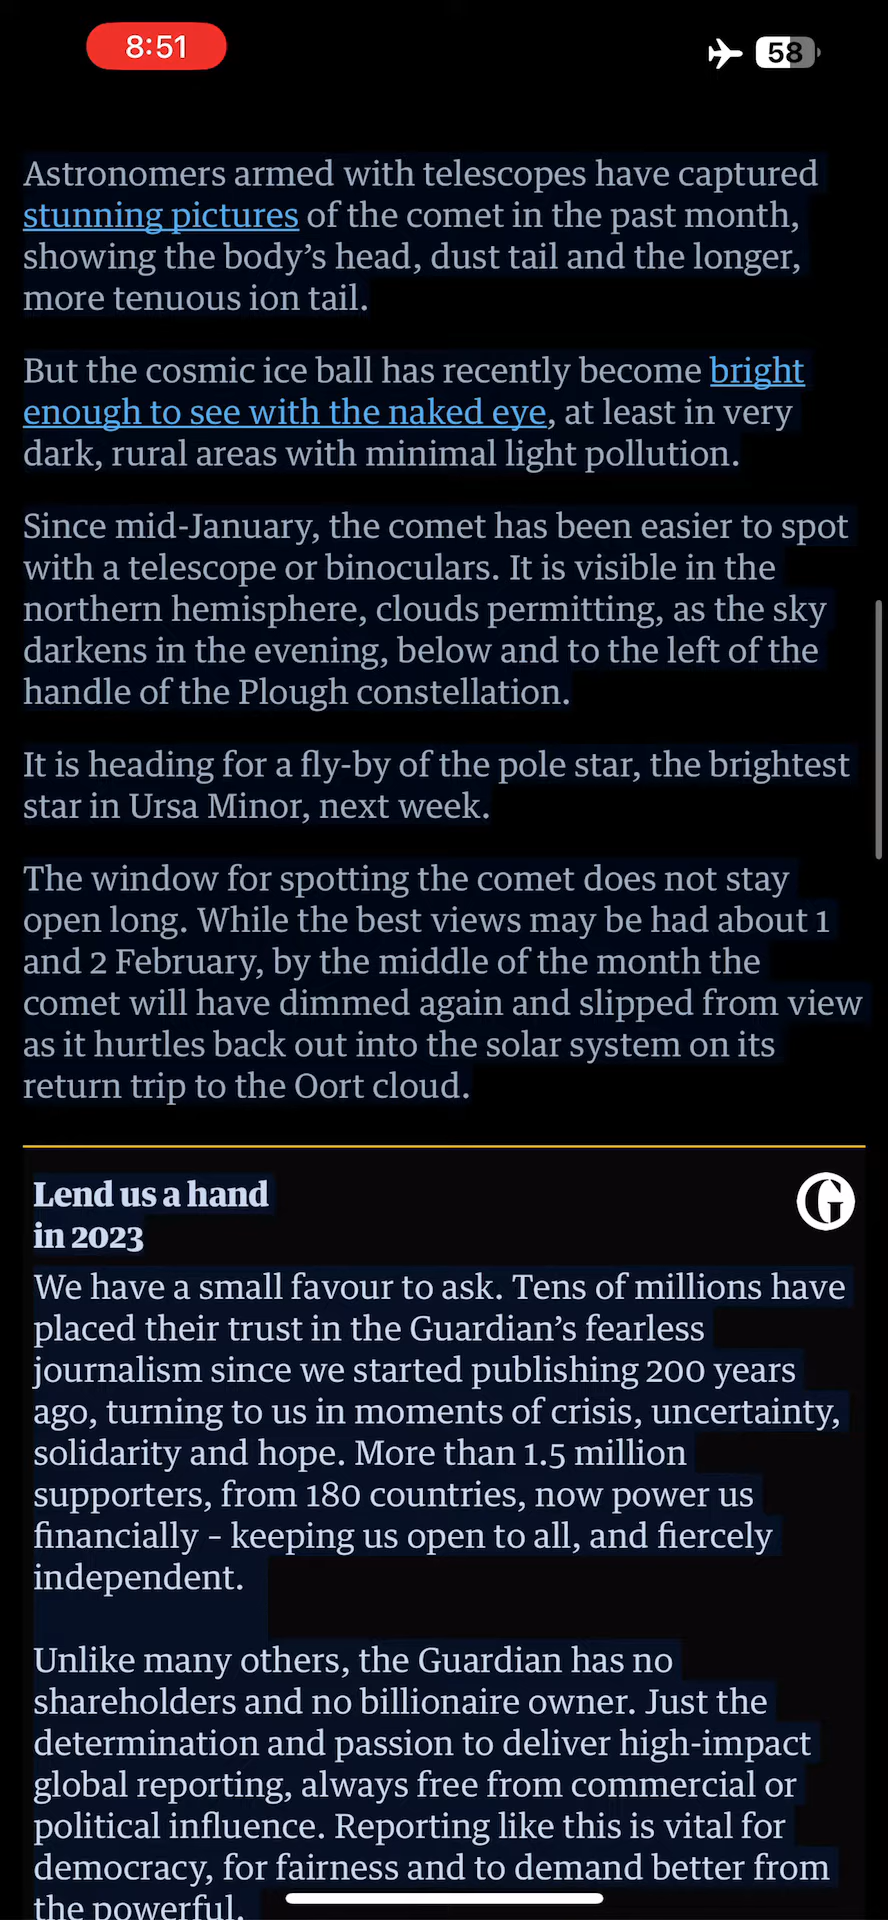 8:51
58
Astronomers armed with telescopes have captured
stunning pictures of the comet in the past month,
showing the body’s head, dust tail and the longer,
more tenuous ion tail.
But the cosmic ice ball has recently become bright
enough to see with the naked eye, at least in very
dark, rural areas with minimal light pollution.
Since mid-January, the comet has been easier to spot
with a telescope or binoculars. It is visible in the
northern hemisphere, clouds permitting, as the sky
darkens in the evening, below and to the left of the
handle of the Plough constellation.
It is heading for a fly-by of the pole star, the brightest
star in Ursa Minor, next week.
The window for spotting the comet does not stay
open long. While the best views may be had about 1
and 2 February, by the middle of the month the
comet will have dimmed again and slipped from view
as it hurtles back out into the solar system on its
return trip to the Oort cloud.
Lend us a hand
in 2023
G
We have a small favour to ask. Tens of millions have
placed their trust in the Guardian’s fearless
journalism since we started publishing 200 years
ago, turning to us in moments of crisis, uncertainty,
solidarity and hope. More than 1.5 million
supporters, from 180 countries, now power us
financially – keeping us open to all, and fiercely
independent.
Unlike many others, the Guardian has no
shareholders and no billionaire owner. Just the
determination and passion to deliver high-impact
global reporting, always free from commercial or
political influence. Reporting like this is vital for
democracy, for fairness and to demand better from
the powerful.